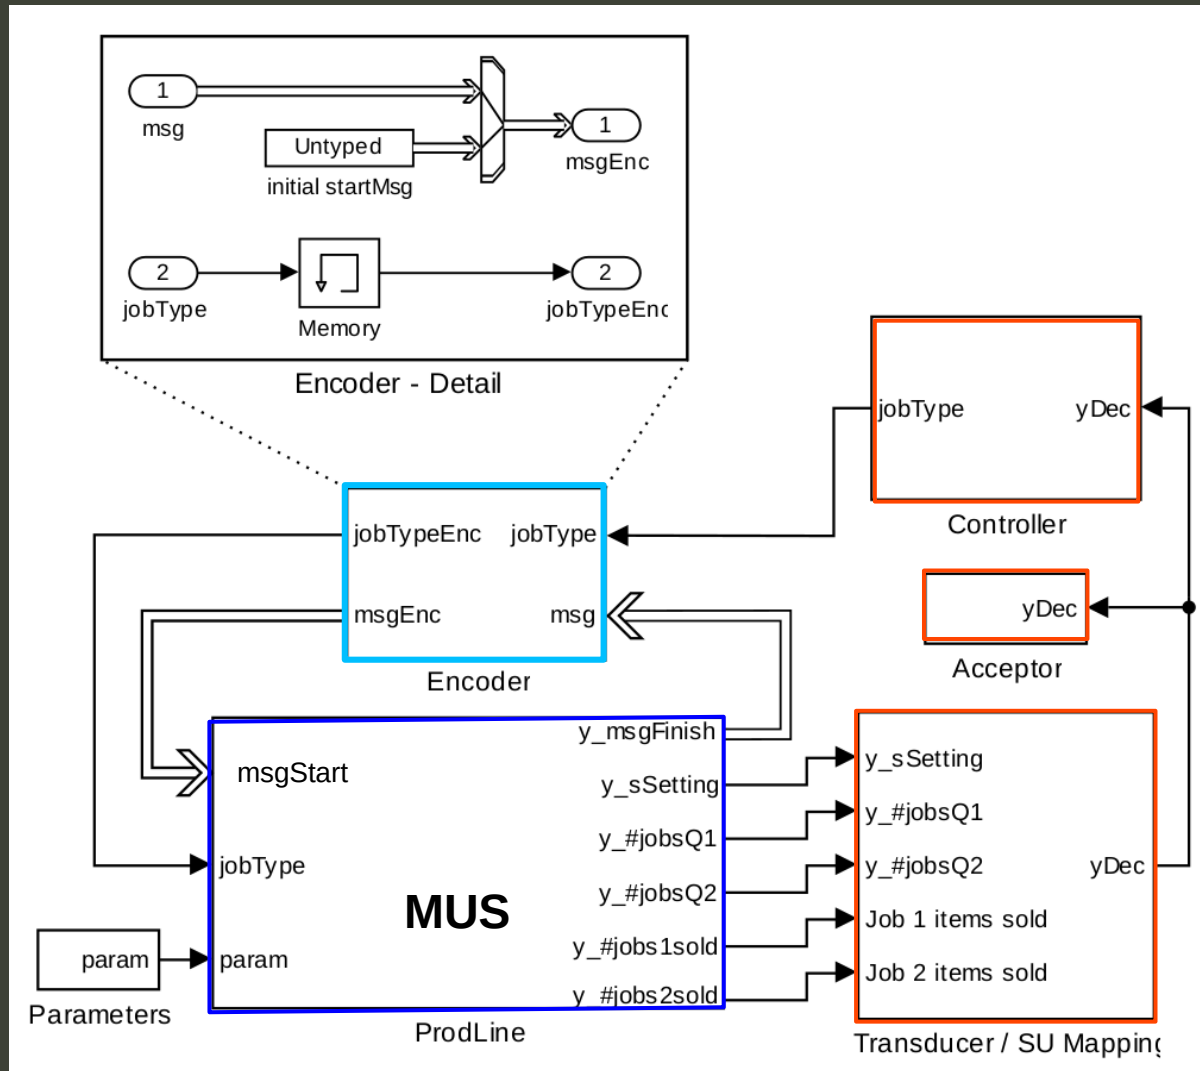 1
msg
Untyped
initial startMsg
1
msgEnc
2
jobType
Memory
2
jobTypeEnc
Encoder - Detail
jobType
yDec
Controller
jobTypeEnc
jobType
msgEnc
msg
Encoder
yDec
Acceptor
msgStart
jobType
param
MUS
y_msgFinish
y_sSetting
y_#jobsQ1
y_#jobsQ2
y_#jobs1sold
y_#jobs2sold
ProdLine
param
Parameters
y_sSetting
y_#jobsQ1
y_#jobsQ2
Job 1 items sold
Job 2 items sold
yDec
Transducer / SU Mapping